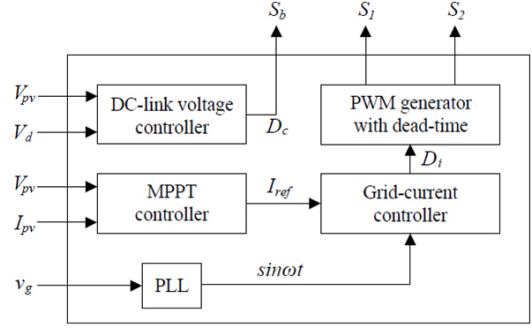 S_b S_1 S_2
V_pv
DC-link voltage
controller
V_d
D_c
PWM generator
with dead-time
D_i
V_pv
MPPT
controller
I_pv
I_ref
Grid-current
controller
v_g
PLL
sinωt